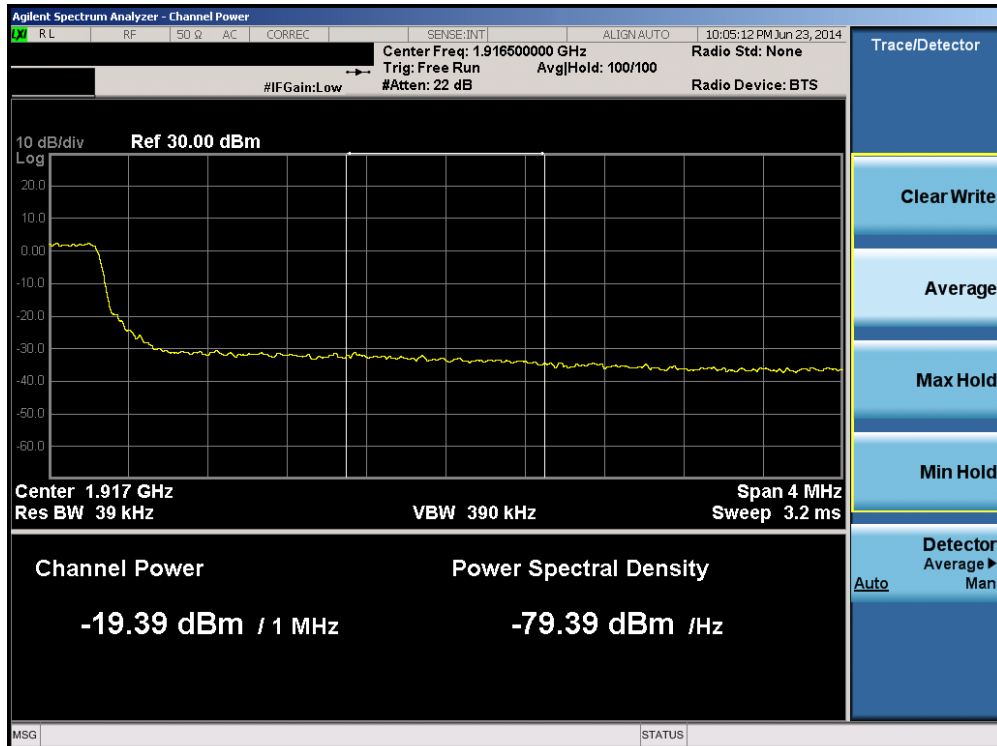 Agilent Spectrum Analyzer - Channel Power
LXI RL RF 50 Ω AC CORREC SENSE:INT ALIGN AUTO 10:05:12 PM Jun 23, 2014
Center Freq: 1.916500000 GHz Radio Std: None
Trig: Free Run Avg|Hold: 100/100
#IFGain:Low #Atten: 22 dB Radio Device: BTS
10 dB/div Ref 30.00 dBm
Log
20.0
10.0
0.00
-10.0
-20.0
-30.0
-40.0
-50.0
-60.0
Center 1.917 GHz Span 4 MHz
Res BW 39 kHz VBW 390 kHz Sweep 3.2 ms
Channel Power Power Spectral Density
-19.39 dBm / 1 MHz -79.39 dBm /Hz
MSG STATUS
Trace/Detector
Clear Write
Average
Max Hold
Min Hold
Detector
Average▶
Auto Man